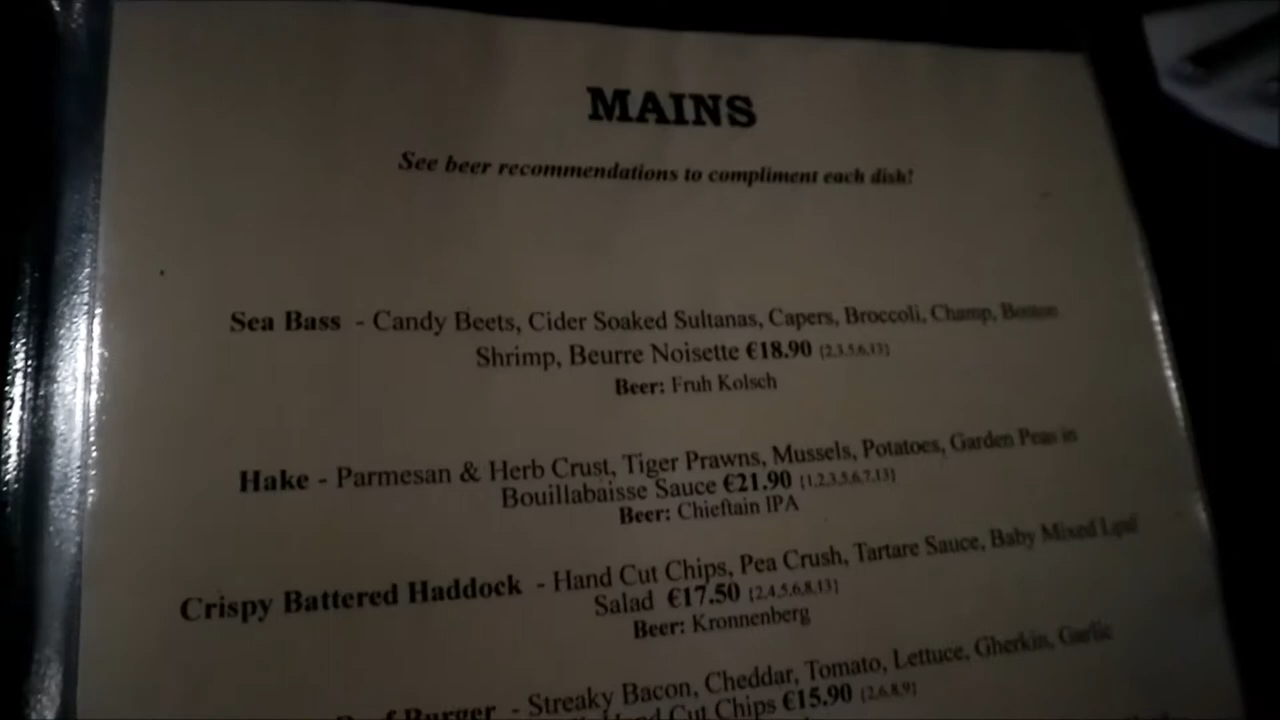 MAINS
See beer recommendations to compliment each dish!
Sea Bass - Candy Beets, Cider Soaked Sultanas, Capers, Broccoli, Champ,
Shrimp, Beurre Noisette €18.90 {2,3,5,6,13}
Beer: Fruh Kolsch
Hake - Parmesan & Herb Crust, Tiger Prawns, Mussels, Potatoes, Garden Peas in
Bouillabaisse Sauce €21.90 {1,2,3,5,6,7,13}
Beer: Chieftain IPA
Crispy Battered Haddock - Hand Cut Chips, Pea Crush, Tartare Sauce, Baby Mixed Leaf
Salad €17.50 {2,4,5,6,8,13}
Beer: Kronnenberg
Burger - Streaky Bacon, Cheddar, Tomato, Lettuce, Gherkin, Garlic
Hand Cut Chips €15.90 {2,6,8,9}